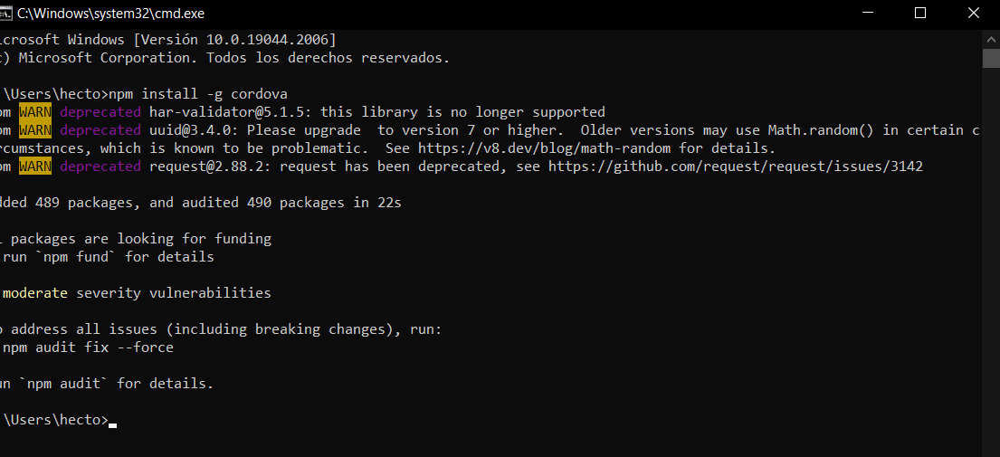 C:\Windows\system32\cmd.exe
icrosoft Windows [Versión 10.0.19044.2006]
c) Microsoft Corporation. Todos los derechos reservados.
\Users\hecto>npm install -g cordova
pm WARN deprecated har-validator@5.1.5: this library is no longer supported
pm WARN deprecated uuid@3.4.0: Please upgrade  to version 7 or higher.  Older versions may use Math.random() in certain c
rcumstances, which is known to be problematic.  See https://v8.dev/blog/math-random for details.
pm WARN deprecated request@2.88.2: request has been deprecated, see https://github.com/request/request/issues/3142
dded 489 packages, and audited 490 packages in 22s
packages are looking for funding
run `npm fund` for details
moderate severity vulnerabilities
o address all issues (including breaking changes), run:
npm audit fix --force
un `npm audit` for details.
\Users\hecto>